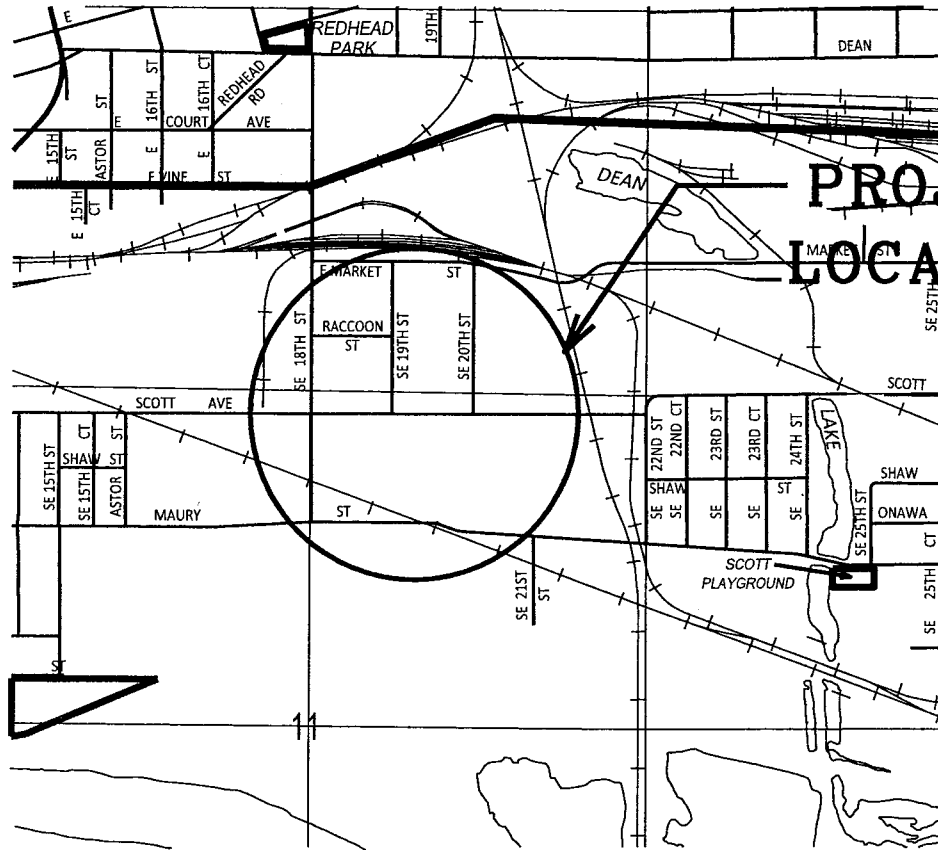 E
REDHEAD
PARK
19TH
DEAN
16TH ST
16TH CT
REDHEAD
RD
ASTOR ST
E COURT AVE
E 15TH ST
E
E
E VINE ST
E 15TH CT
DEAN
PROJ
LOCA
MARKET ST
E MARKET ST
SE 25TH
RACCOON
ST
SE 18TH ST
SE 19TH ST
SE 20TH ST
SCOTT AVE
SCOTT
SE 15TH ST
SE 15TH CT
SHAW ST
ASTOR ST
SE 22ND ST
SE 22ND CT
SE 23RD ST
SE 23RD CT
SE 24TH ST
LAKE
SHAW ST
SHAW
ONAWA
SE 25TH ST
MAURY ST
SCOTT
PLAYGROUND
SE 21ST
ST
SE 25TH CT
ST
11